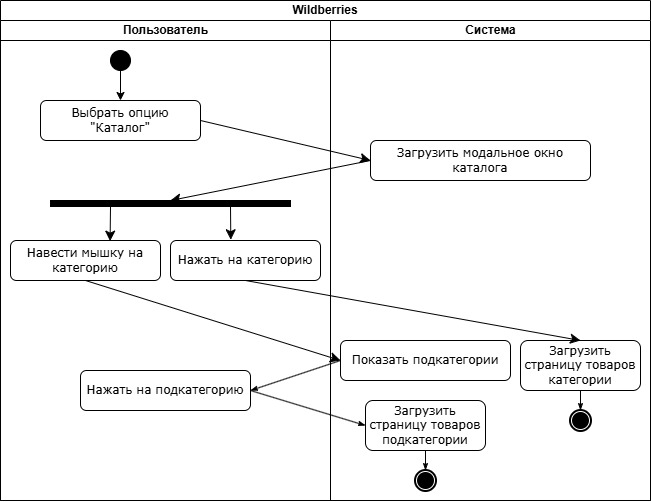 Wildberries
Пользователь
Система
Выбрать опцию
"Каталог"
Загрузить модальное окно
каталога
Навести мышку на
категорию
Нажать на категорию
Показать подкатегории
Загрузить
страницу товаров
категории
Нажать на подкатегорию
Загрузить
страницу товаров
подкатегории